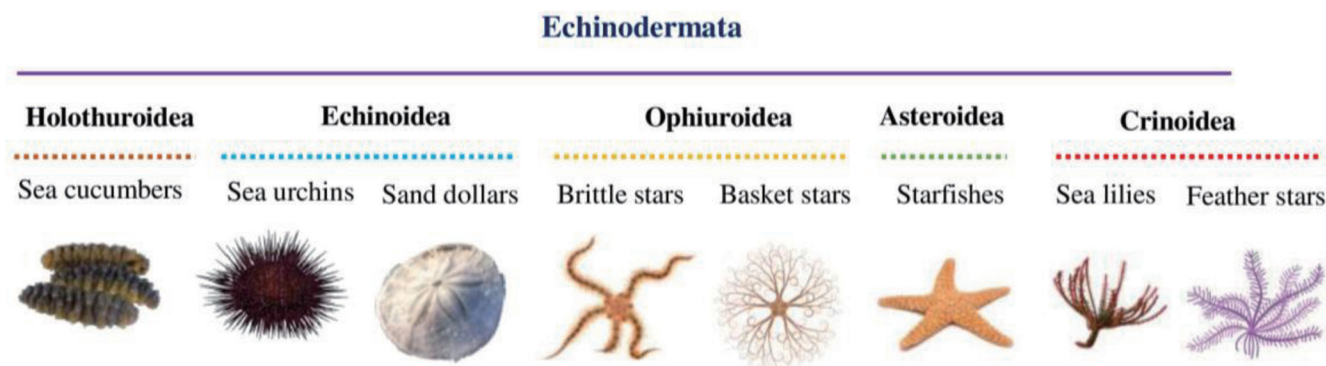 Echinodermata
Holothuroidea Echinoidea Ophiuroidea Asteroidea Crinoidea
Sea cucumbers Sea urchins Sand dollars Brittle stars Basket stars Starfishes Sea lilies Feather stars